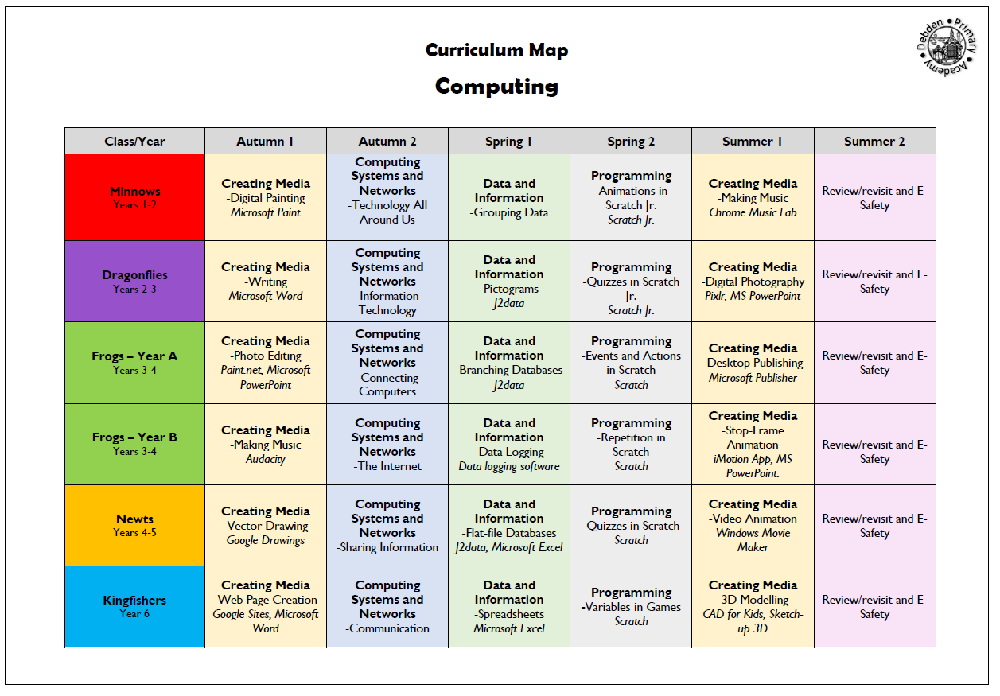 Debden • Primary • Academy •
Curriculum Map
Computing
Class/Year
Autumn 1
Autumn 2
Spring 1
Spring 2
Summer 1
Summer 2
Minnows
Years 1-2
Creating Media
-Digital Painting
Microsoft Paint
Computing
Systems and
Networks
-Technology All
Around Us
Data and
Information
-Grouping Data
Programming
-Animations in
Scratch Jr.
Scratch Jr.
Creating Media
-Making Music
Chrome Music Lab
Review/revisit and E-
Safety
Dragonflies
Years 2-3
Creating Media
-Writing
Microsoft Word
Computing
Systems and
Networks
-Information
Technology
Data and
Information
-Pictograms
J2data
Programming
-Quizzes in Scratch
Jr.
Scratch Jr.
Creating Media
-Digital Photography
Pixlr, MS PowerPoint
Review/revisit and E-
Safety
Frogs – Year A
Years 3-4
Creating Media
-Photo Editing
Paint.net, Microsoft
PowerPoint
Computing
Systems and
Networks
-Connecting
Computers
Data and
Information
-Branching Databases
J2data
Programming
-Events and Actions
in Scratch
Scratch
Creating Media
-Desktop Publishing
Microsoft Publisher
Review/revisit and E-
Safety
Frogs – Year B
Years 3-4
Creating Media
-Making Music
Audacity
Computing
Systems and
Networks
-The Internet
Data and
Information
-Data Logging
Data logging software
Programming
-Repetition in
Scratch
Scratch
Creating Media
-Stop-Frame
Animation
iMotion App, MS
PowerPoint.
.
Review/revisit and E-
Safety
Newts
Years 4-5
Creating Media
-Vector Drawing
Google Drawings
Computing
Systems and
Networks
-Sharing Information
Data and
Information
-Flat-file Databases
J2data, Microsoft Excel
Programming
-Quizzes in Scratch
Scratch
Creating Media
-Video Animation
Windows Movie
Maker
Review/revisit and E-
Safety
Kingfishers
Year 6
Creating Media
-Web Page Creation
Google Sites, Microsoft
Word
Computing
Systems and
Networks
-Communication
Data and
Information
-Spreadsheets
Microsoft Excel
Programming
-Variables in Games
Scratch
Creating Media
-3D Modelling
CAD for Kids, Sketch-
up 3D
Review/revisit and E-
Safety